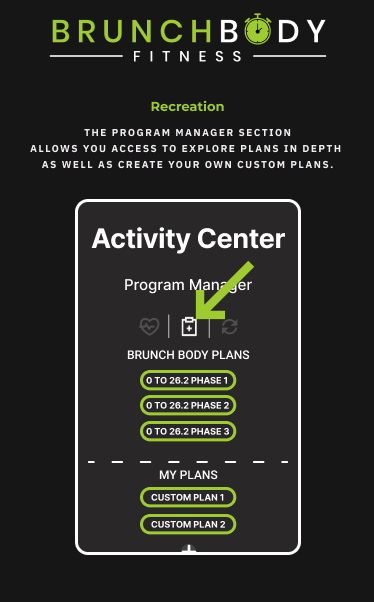 BRUNCHBODY
FITNESS
Recreation
THE PROGRAM MANAGER SECTION
ALLOWS YOU ACCESS TO EXPLORE PLANS IN DEPTH
AS WELL AS CREATE YOUR OWN CUSTOM PLANS.
Activity Center
Program Manager
BRUNCH BODY PLANS
0 TO 26.2 PHASE 1
0 TO 26.2 PHASE 2
0 TO 26.2 PHASE 3
MY PLANS
CUSTOM PLAN 1
CUSTOM PLAN 2